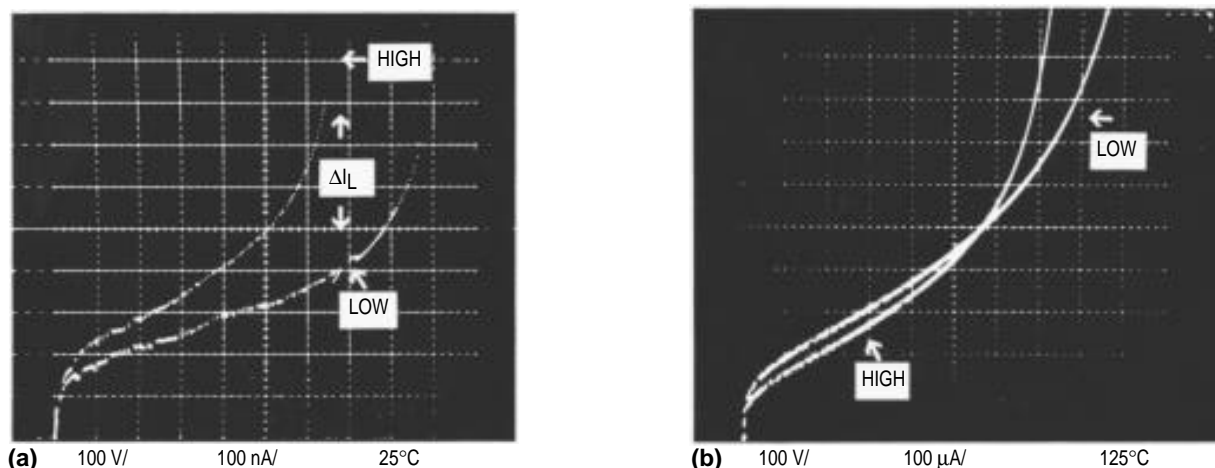 HIGH
ΔIL
LOW
(a) 100 V/ 100 nA/ 25°C
LOW
HIGH
(b) 100 V/ 100 µA/ 125°C